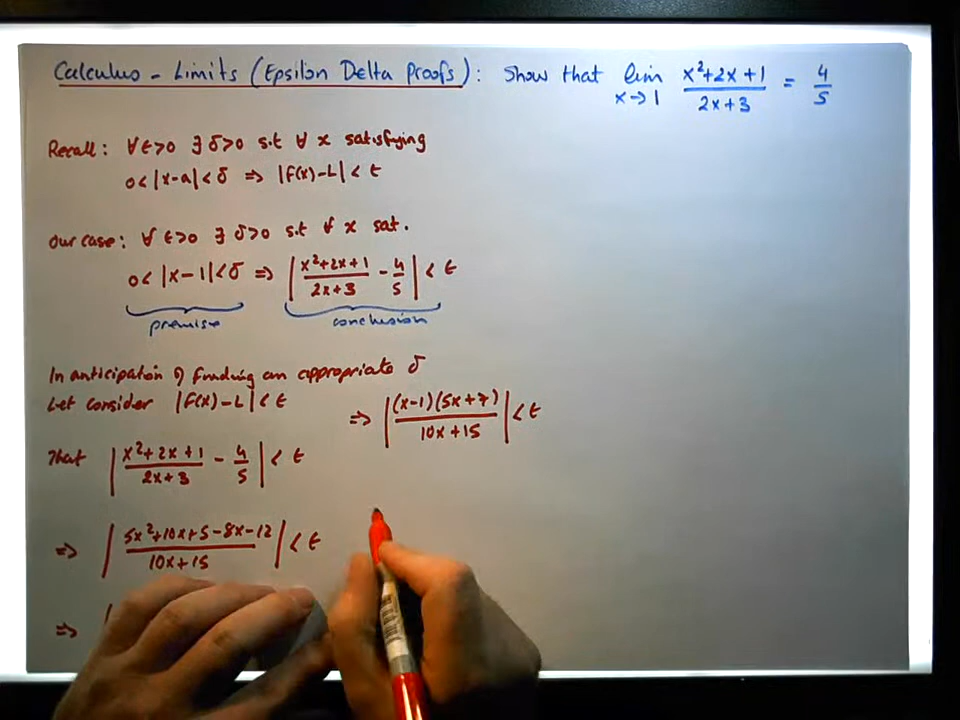 Calculus - Limits (Epsilon Delta Proofs): Show that lim x→1 (x²+2x+1)/(2x+3) = 4/5
Recall: ∀ε>0 ∃δ>0 s.t ∀ x satisfying
0<|x-a|<δ ⇒ |f(x)-L|<ε
Our case: ∀ε>0 ∃δ>0 s.t ∀ x sat.
0<|x-1|<δ ⇒ |(x²+2x+1)/(2x+3) - 4/5|<ε
premise conclusion
In anticipation of finding an appropriate δ
Let consider |f(x)-L|<ε
That |(x²+2x+1)/(2x+3) - 4/5|<ε
⇒ |(5x²+10x+5-8x-12)/(10x+15)|<ε
⇒
⇒ |((x-1)(5x+7))/(10x+15)|<ε